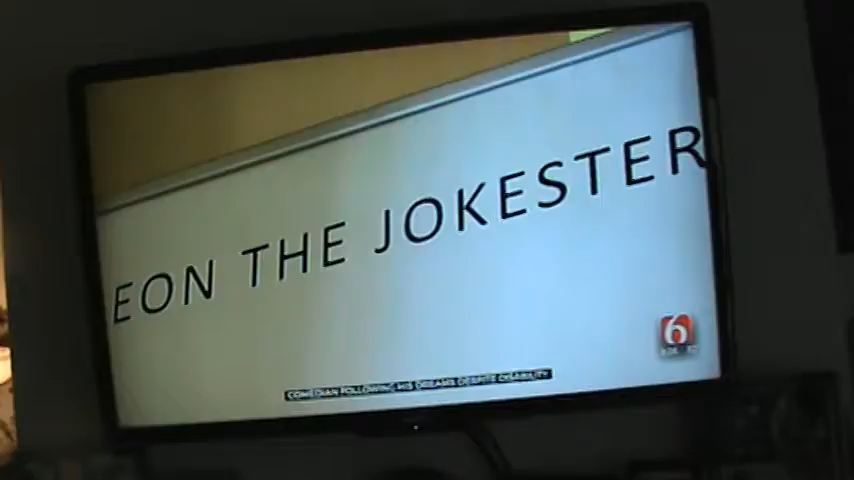 EON THE JOKESTER
6
COMEDIAN FOLLOWING HIS DREAMS DESPITE DISABILITY